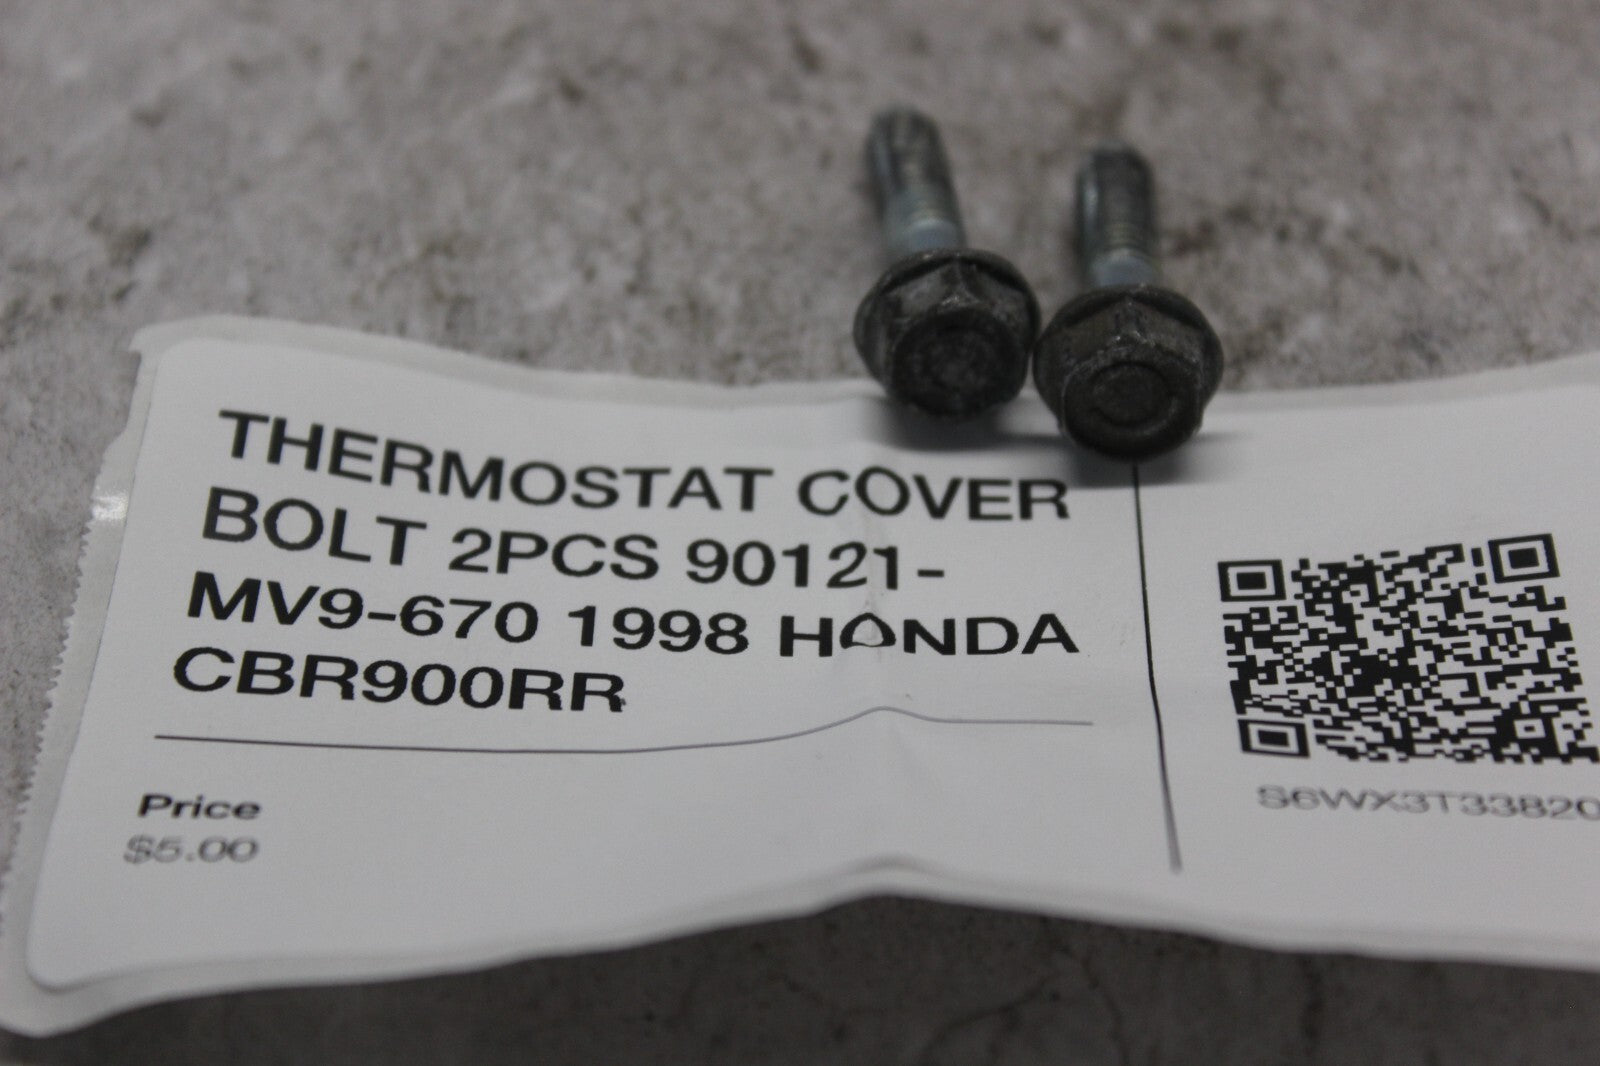 THERMOSTAT COVER
BOLT 2PCS 90121-
MV9-670 1998 HONDA
CBR900RR
Price
$5.00
S6WX3T33820